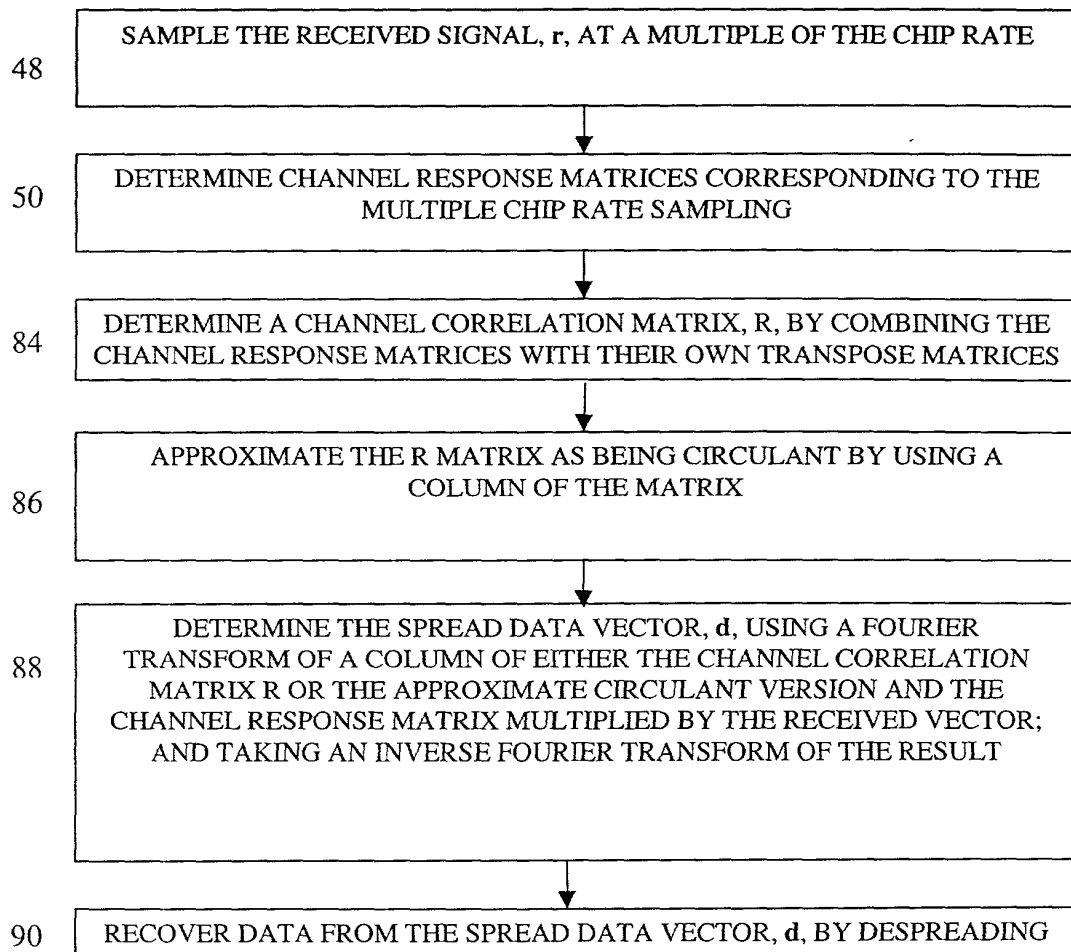 SAMPLE THE RECEIVED SIGNAL, r, AT A MULTIPLE OF THE CHIP RATE
48
DETERMINE CHANNEL RESPONSE MATRICES CORRESPONDING TO THE
MULTIPLE CHIP RATE SAMPLING
50
DETERMINE A CHANNEL CORRELATION MATRIX, R, BY COMBINING THE
CHANNEL RESPONSE MATRICES WITH THEIR OWN TRANSPOSE MATRICES
84
APPROXIMATE THE R MATRIX AS BEING CIRCULANT BY USING A
COLUMN OF THE MATRIX
86
DETERMINE THE SPREAD DATA VECTOR, d, USING A FOURIER
TRANSFORM OF A COLUMN OF EITHER THE CHANNEL CORRELATION
MATRIX R OR THE APPROXIMATE CIRCULANT VERSION AND THE
CHANNEL RESPONSE MATRIX MULTIPLIED BY THE RECEIVED VECTOR;
AND TAKING AN INVERSE FOURIER TRANSFORM OF THE RESULT
88
RECOVER DATA FROM THE SPREAD DATA VECTOR, d, BY DESPREADING
90